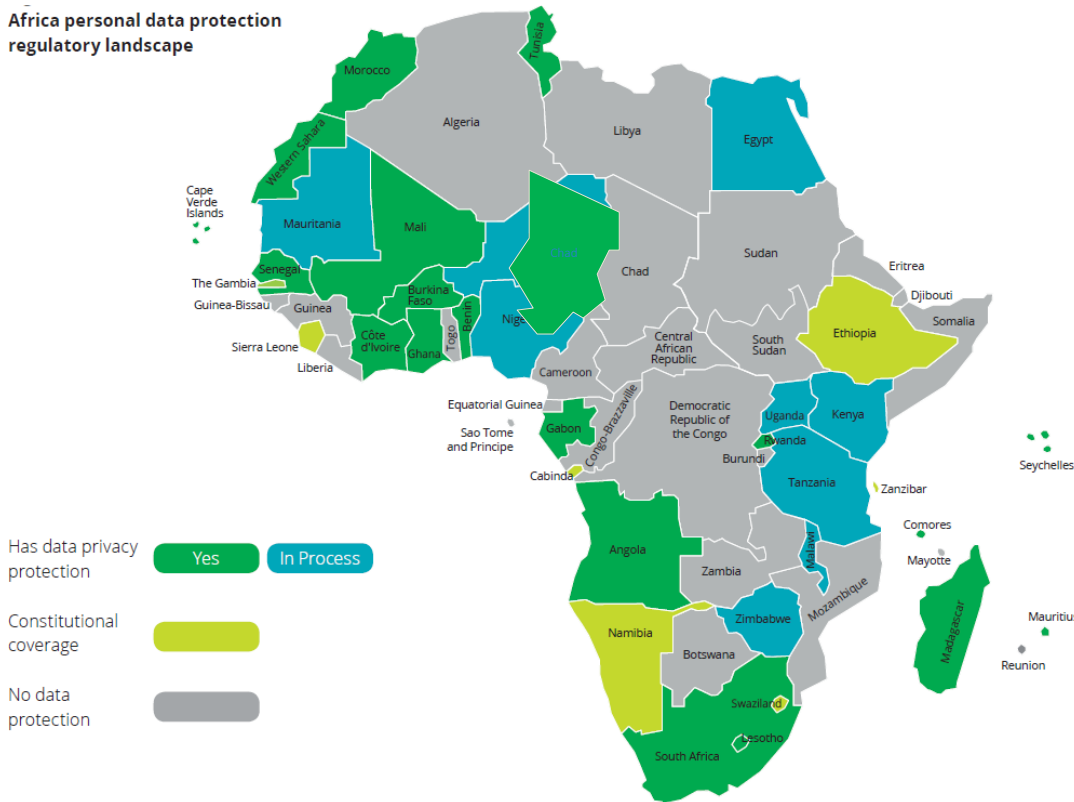 Africa personal data protection
regulatory landscape
Morocco
Tunisia
Algeria
Libya
Egypt
Western Sahara
Cape
Verde
Islands
Mauritania
Mali
Chad
Chad
Sudan
Eritrea
Djibouti
Somalia
Ethiopia
South
Sudan
Senegal
The Gambia
Guinea-Bissau
Guinea
Sierra Leone
Liberia
Côte
d'Ivoire
Burkina
Faso
Ghana
Togo
Benin
Nige
Cameroon
Central
African
Republic
Equatorial Guinea
Sao Tome
and Principe
Gabon
Congo-Brazzaville
Cabinda
Democratic
Republic of
the Congo
Uganda
Kenya
Rwanda
Burundi
Tanzania
Zanzibar
Seychelles
Comores
Mayotte
Angola
Zambia
Malawi
Mozambique
Zimbabwe
Namibia
Botswana
Swaziland
Lesotho
South Africa
Madagascar
Mauritiu
Reunion
Has data privacy
protection
Yes
In Process
Constitutional
coverage
No data
protection